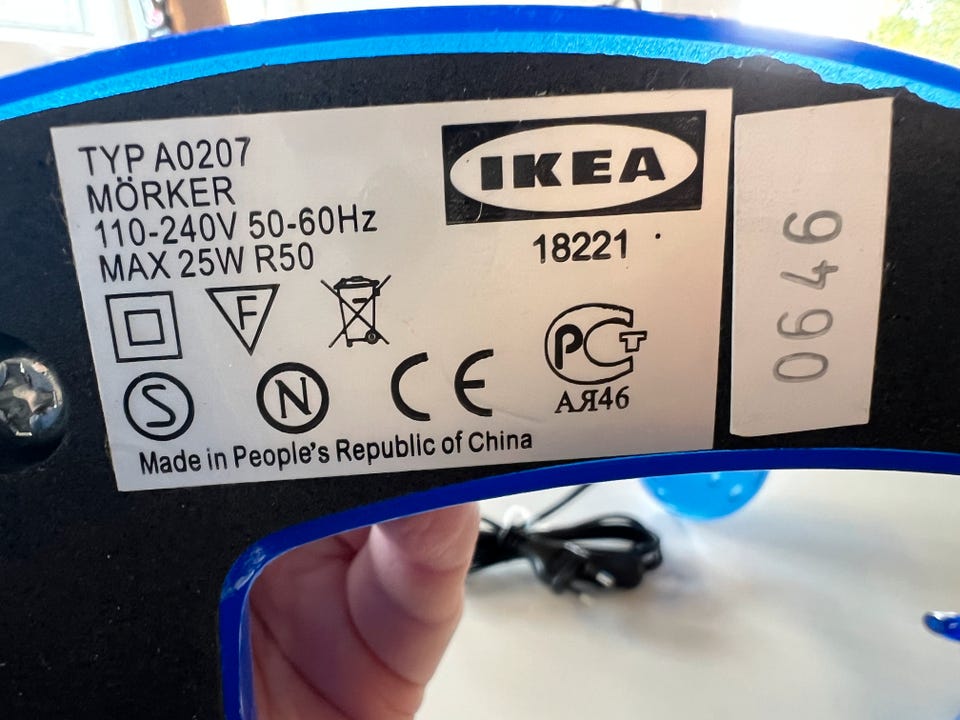 TYP A0207
MÖRKER
110-240V 50-60Hz
MAX 25W R50
IKEA
18221
F
S
N
CE
PCT
АЯ46
Made in People's Republic of China
0646